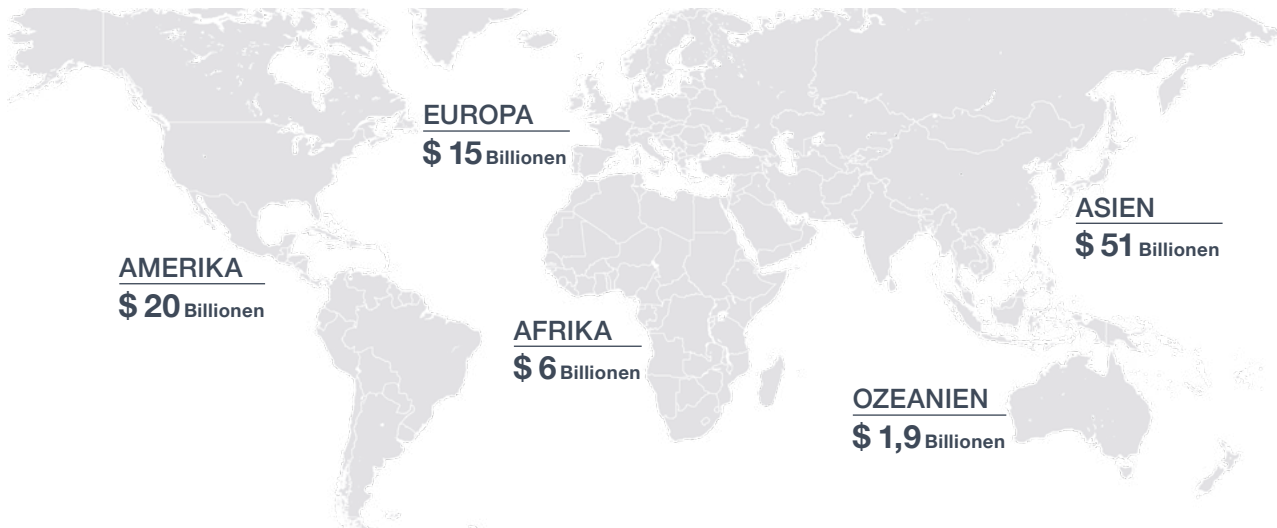 EUROPA
$ 15 Billionen
ASIEN
$ 51 Billionen
AMERIKA
$ 20 Billionen
AFRIKA
$ 6 Billionen
OZEANIEN
$ 1,9 Billionen